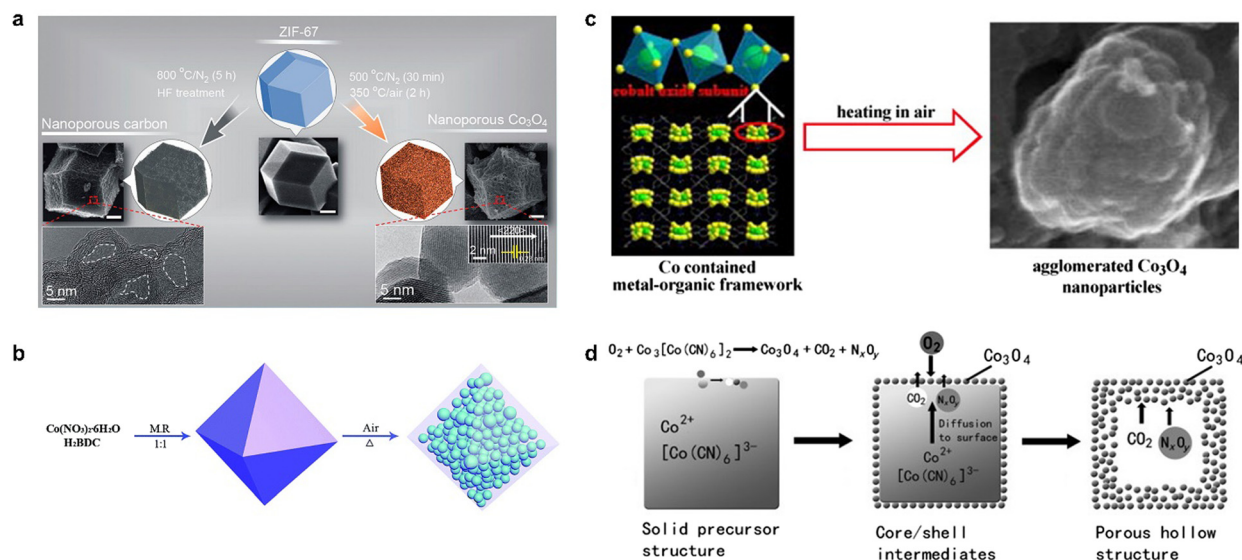 a
ZIF-67
800 °C/N₂ (5 h)
HF treatment
500 °C/N₂ (30 min)
350 °C/air (2 h)
Nanoporous carbon
Nanoporous Co₃O₄
5 nm
<220>
2 nm
5 nm
b
Co(NO₃)₂·6H₂O
H₂BDC
M.R
1:1
Air
△
c
cobalt oxide subunit
heating in air
Co contained
metal-organic framework
agglomerated Co₃O₄
nanoparticles
d
O₂ + Co₃[Co(CN)₆]₂ → Co₃O₄ + CO₂ + NₓOᵧ
Co²⁺
[Co(CN)₆]³⁻
Solid precursor
structure
O₂
Co₃O₄
CO₂
NₓOᵧ
Diffusion
to surface
Co²⁺
[Co(CN)₆]³⁻
Core/shell
intermediates
Co₃O₄
CO₂
NₓOᵧ
Porous hollow
structure